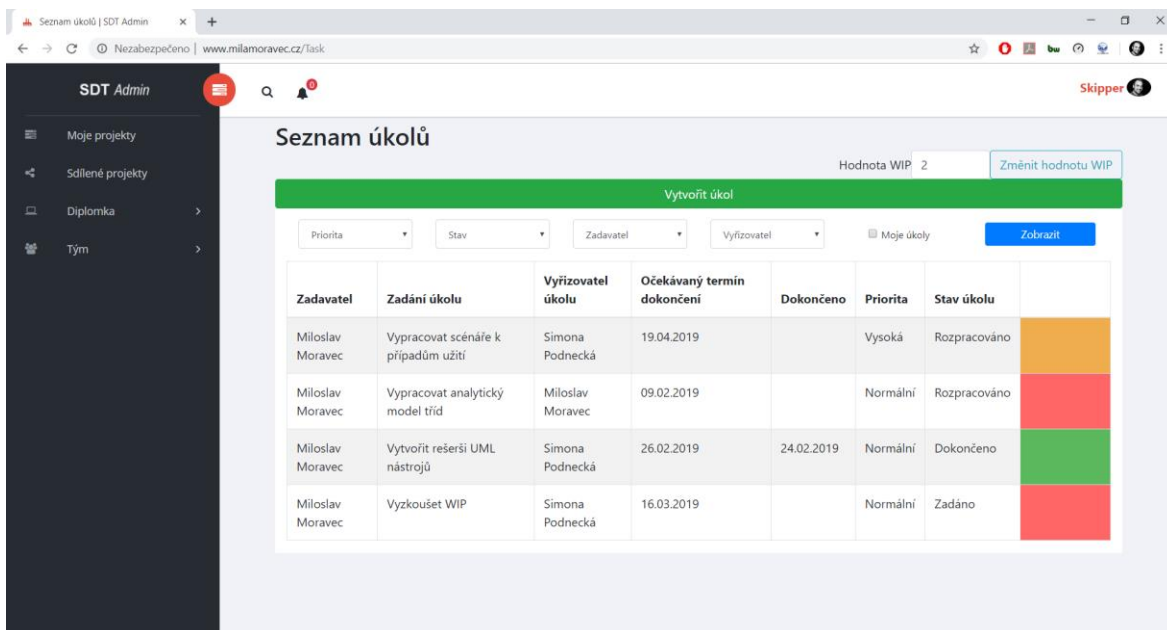 Seznam úkolů | SDT Admin
Nezabezpečeno | www.milamoravec.cz/Task
bw
SDT Admin
0
Skipper
Moje projekty
Sdílené projekty
Diplomka
Tým
Seznam úkolů
Hodnota WIP 2 Změnit hodnotu WIP
Vytvořit úkol
Priorita Stav Zadavatel Vyřizovatel Moje úkoly Zobrazit
Zadavatel Zadání úkolu Vyřizovatel úkolu Očekávaný termín dokončení Dokončeno Priorita Stav úkolu
Miloslav Moravec Vypracovat scénáře k případům užití Simona Podnecká 19.04.2019 Vysoká Rozpracováno
Miloslav Moravec Vypracovat analytický model tříd Miloslav Moravec 09.02.2019 Normální Rozpracováno
Miloslav Moravec Vytvořit rešerši UML nástrojů Simona Podnecká 26.02.2019 24.02.2019 Normální Dokončeno
Miloslav Moravec Vyzkoušet WIP Simona Podnecká 16.03.2019 Normální Zadáno